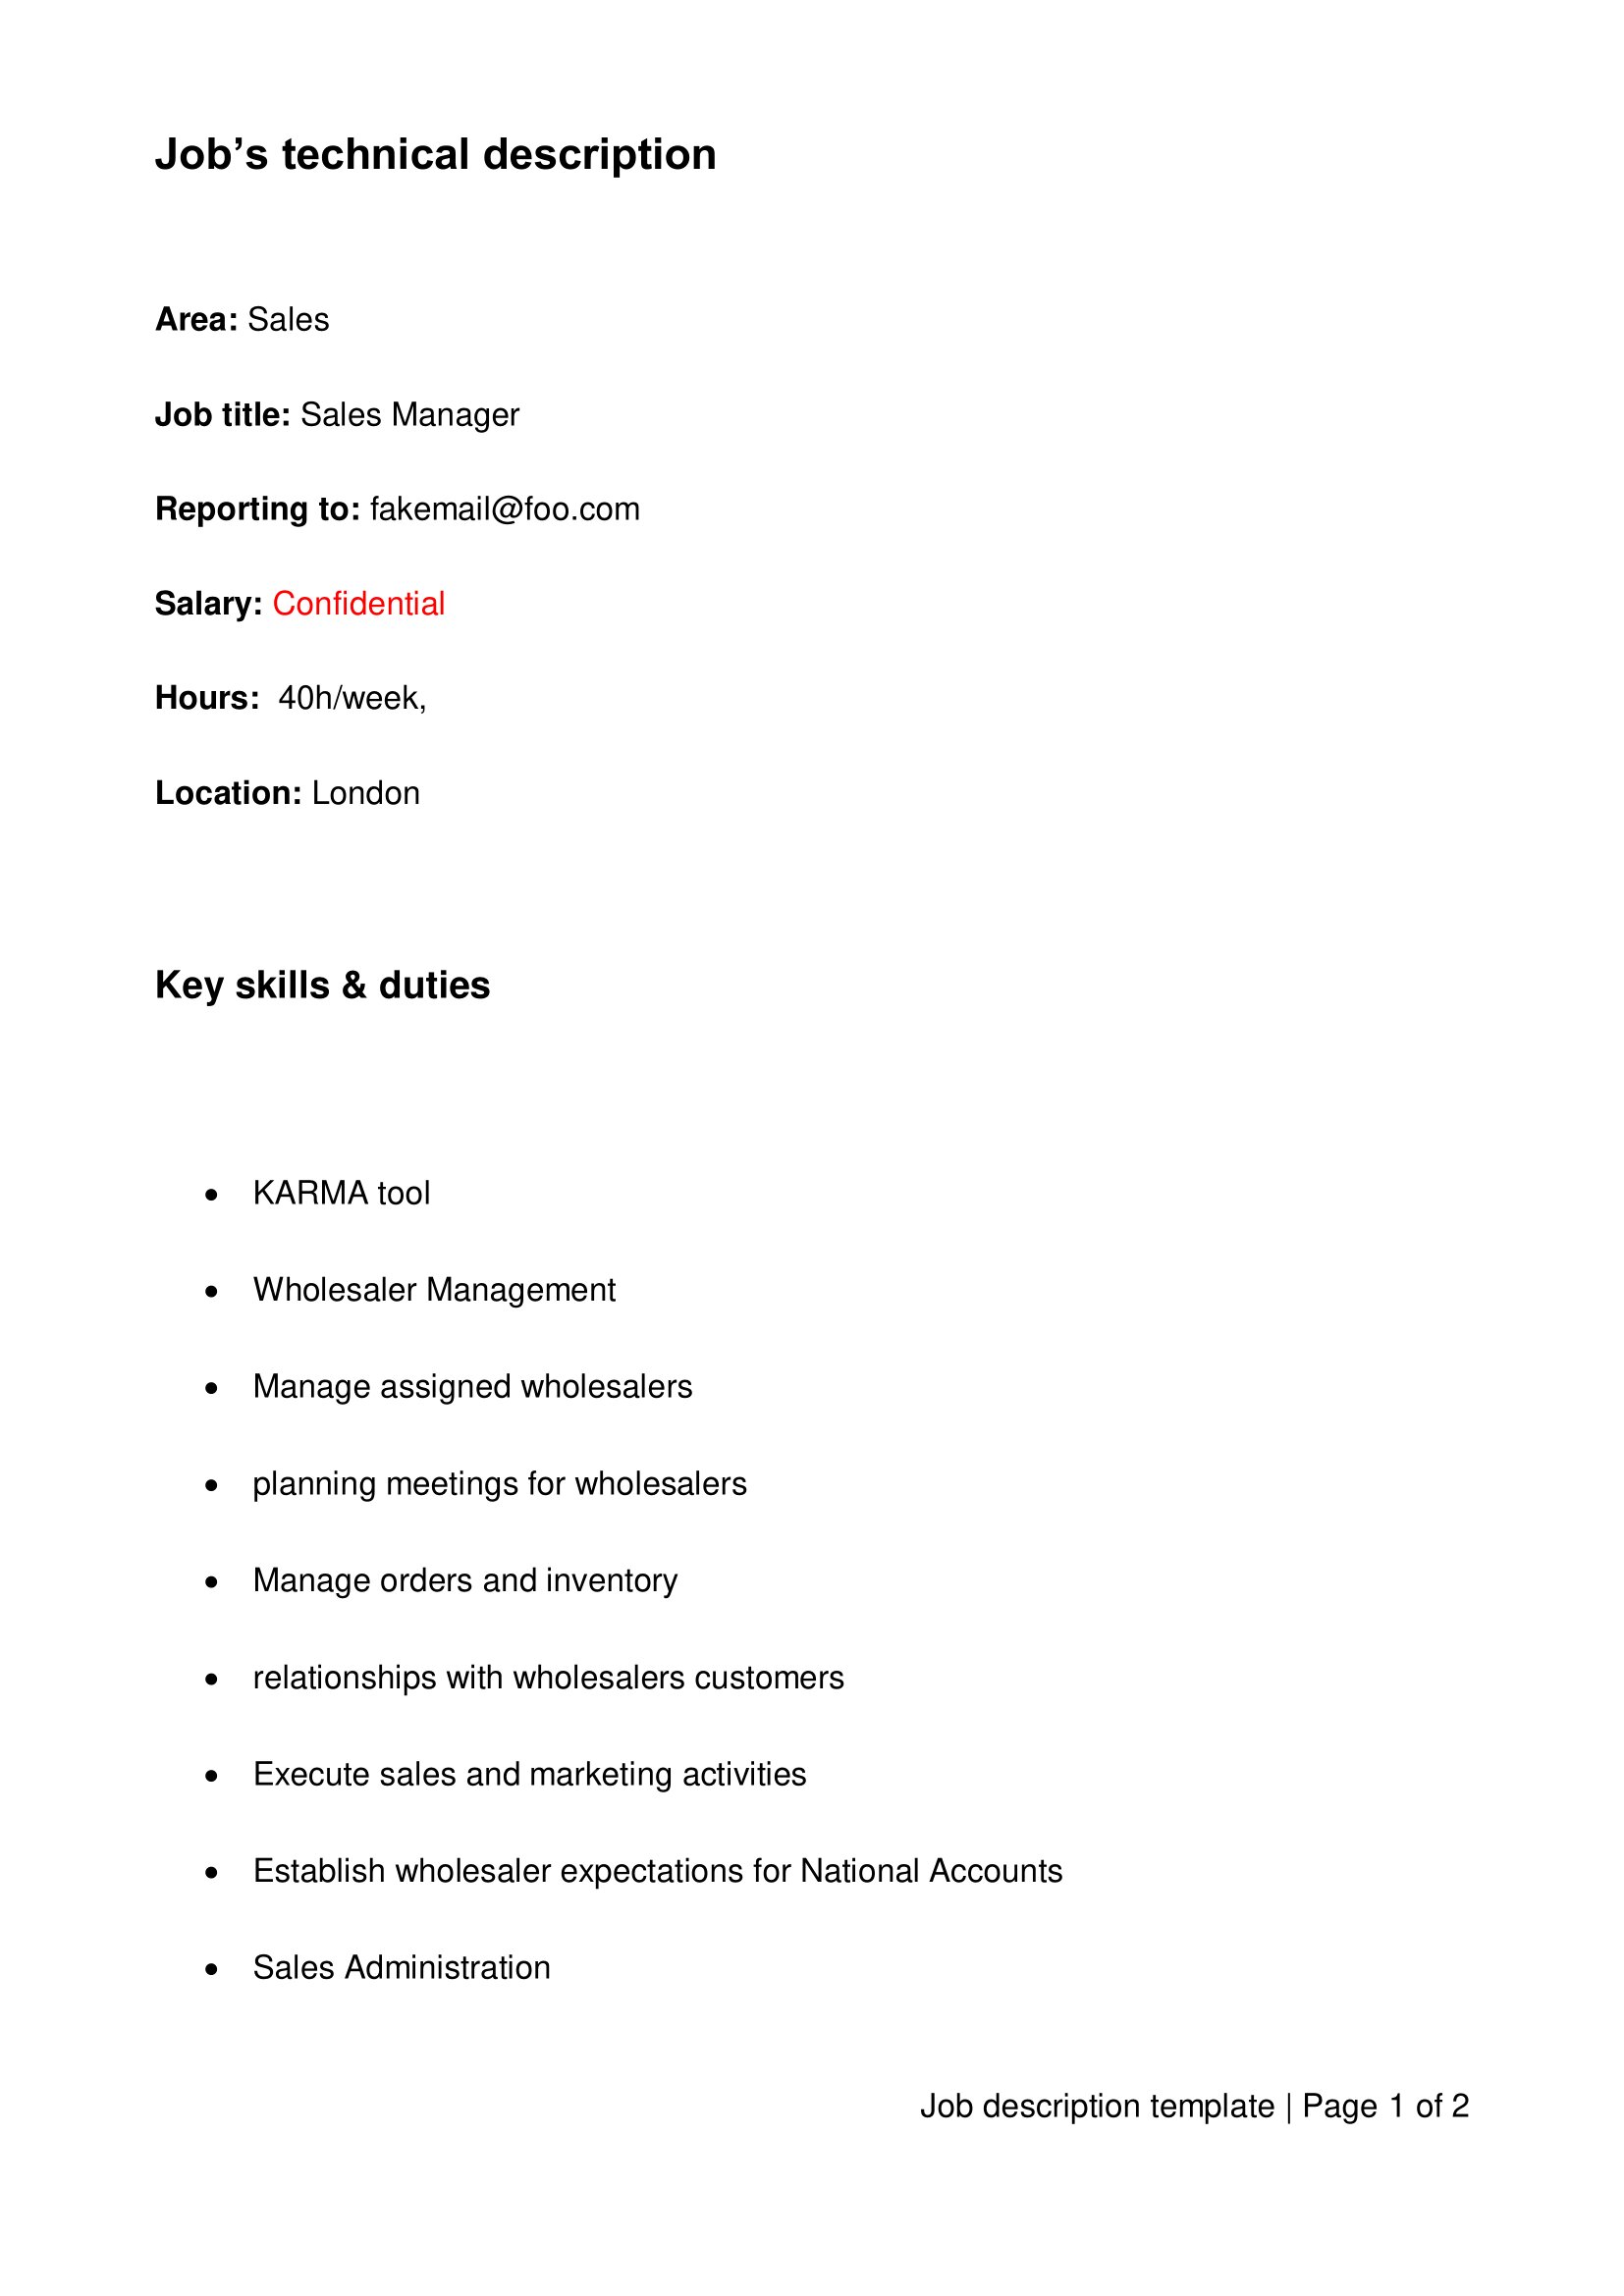 Job’s technical description
Area: Sales
Job title: Sales Manager
Reporting to: fakemail@foo.com
Salary: Confidential
Hours:  40h/week,
Location: London
Key skills & duties
• KARMA tool
• Wholesaler Management
• Manage assigned wholesalers
• planning meetings for wholesalers
• Manage orders and inventory
• relationships with wholesalers customers
• Execute sales and marketing activities
• Establish wholesaler expectations for National Accounts
• Sales Administration
Job description template | Page 1 of 2